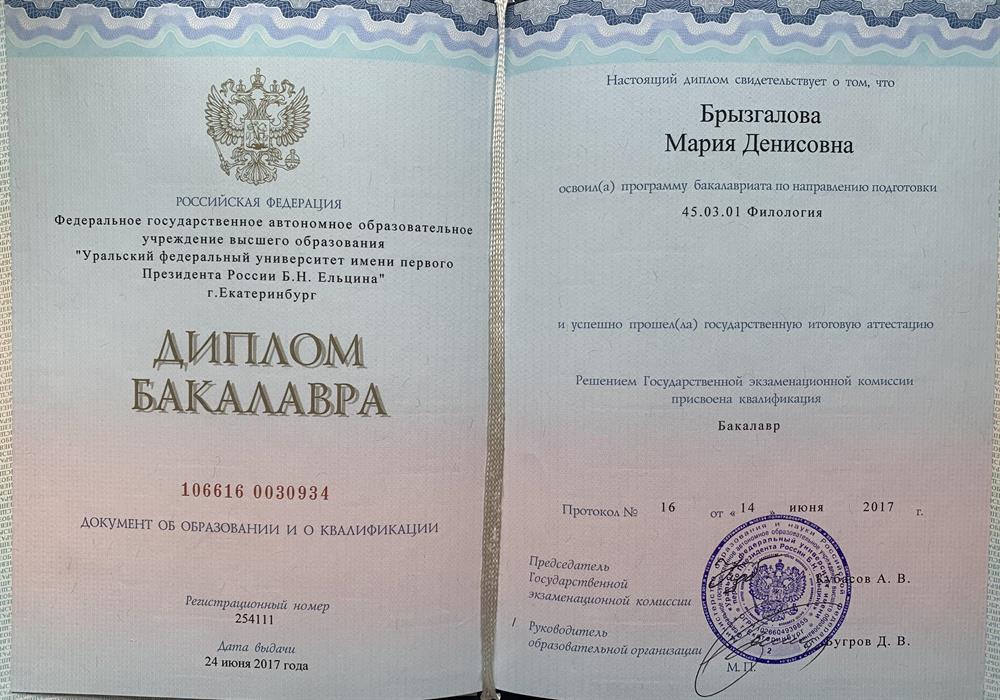 РОССИЙСКАЯ ФЕДЕРАЦИЯ
Федеральное государственное автономное образовательное
учреждение высшего образования
"Уральский федеральный университет имени первого
Президента России Б.Н. Ельцина"
г.Екатеринбург
ДИПЛОМ
БАКАЛАВРА
106616 0030934
ДОКУМЕНТ ОБ ОБРАЗОВАНИИ И О КВАЛИФИКАЦИИ
Регистрационный номер
254111
Дата выдачи
24 июня 2017 года
Настоящий диплом свидетельствует о том, что
Брызгалова
Мария Денисовна
освоил(а) программу бакалавриата по направлению подготовки
45.03.01 Филология
и успешно прошел(ла) государственную итоговую аттестацию
Решением Государственной экзаменационной комиссии
присвоена квалификация
Бакалавр
Протокол № 16 от « 14 » июня 2017 г.
Председатель
Государственной
экзаменационной комиссии
Кубасов А. В.
Руководитель
образовательной организации
Бугров Д. В.
М.П.